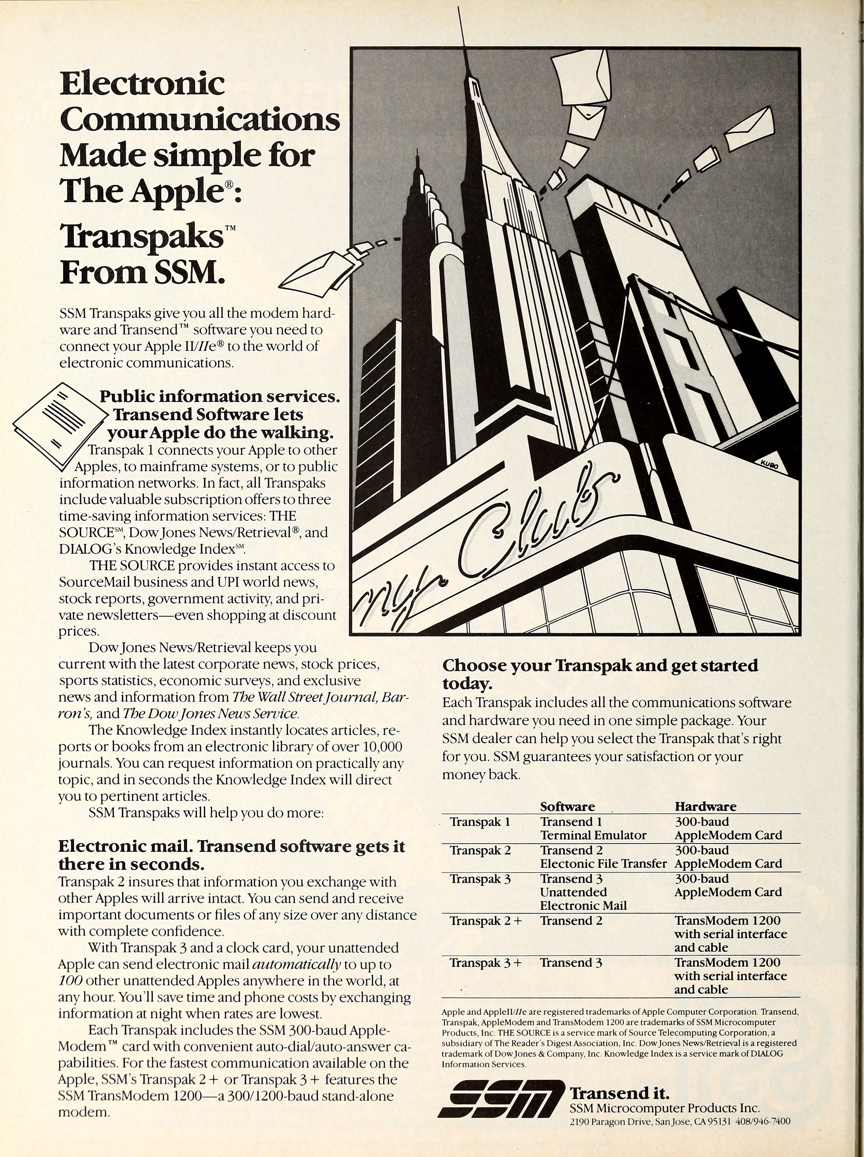 Electronic
Communications
Made simple for
The Apple®:
Transpaks™
From SSM.
SSM Transpaks give you all the modem hard-
ware and Transend™ software you need to
connect your Apple II/IIe® to the world of
electronic communications.
Public information services.
Transend Software lets
your Apple do the walking.
Transpak 1 connects your Apple to other
Apples, to mainframe systems, or to public
information networks. In fact, all Transpaks
include valuable subscription offers to three
time-saving information services: THE
SOURCE℠, Dow Jones News/Retrieval®, and
DIALOG's Knowledge Index℠.
THE SOURCE provides instant access to
SourceMail business and UPI world news,
stock reports, government activity, and pri-
vate newsletters—even shopping at discount
prices.
Dow Jones News/Retrieval keeps you
current with the latest corporate news, stock prices,
sports statistics, economic surveys, and exclusive
news and information from The Wall Street Journal, Bar-
ron's, and The Dow Jones News Service.
The Knowledge Index instantly locates articles, re-
ports or books from an electronic library of over 10,000
journals. You can request information on practically any
topic, and in seconds the Knowledge Index will direct
you to pertinent articles.
SSM Transpaks will help you do more:
Electronic mail. Transend software gets it
there in seconds.
Transpak 2 insures that information you exchange with
other Apples will arrive intact. You can send and receive
important documents or files of any size over any distance
with complete confidence.
With Transpak 3 and a clock card, your unattended
Apple can send electronic mail automatically to up to
100 other unattended Apples anywhere in the world, at
any hour. You'll save time and phone costs by exchanging
information at night when rates are lowest.
Each Transpak includes the SSM 300-baud Apple-
Modem™ card with convenient auto-dial/auto-answer ca-
pabilities. For the fastest communication available on the
Apple, SSM's Transpak 2+ or Transpak 3+ features the
SSM TransModem 1200—a 300/1200-baud stand-alone
modem.
KUBO
ny Club
Choose your Transpak and get started
today.
Each Transpak includes all the communications software
and hardware you need in one simple package. Your
SSM dealer can help you select the Transpak that's right
for you. SSM guarantees your satisfaction or your
money back.
Software Hardware
Transpak 1 Transend 1 300-baud
Terminal Emulator AppleModem Card
Transpak 2 Transend 2 300-baud
Electonic File Transfer AppleModem Card
Transpak 3 Transend 3 300-baud
Unattended AppleModem Card
Electronic Mail
Transpak 2+ Transend 2 TransModem 1200
with serial interface
and cable
Transpak 3+ Transend 3 TransModem 1200
with serial interface
and cable
Apple and AppleII/IIe are registered trademarks of Apple Computer Corporation. Transend,
Transpak, AppleModem and TransModem 1200 are trademarks of SSM Microcomputer
Products, Inc. THE SOURCE is a service mark of Source Telecomputing Corporation, a
subsidiary of The Reader's Digest Association, Inc. Dow Jones News/Retrieval is a registered
trademark of Dow Jones & Company, Inc. Knowledge Index is a service mark of DIALOG
Information Services.
SSM
Transend it.
SSM Microcomputer Products Inc.
2190 Paragon Drive, San Jose, CA 95131 408/946-7400